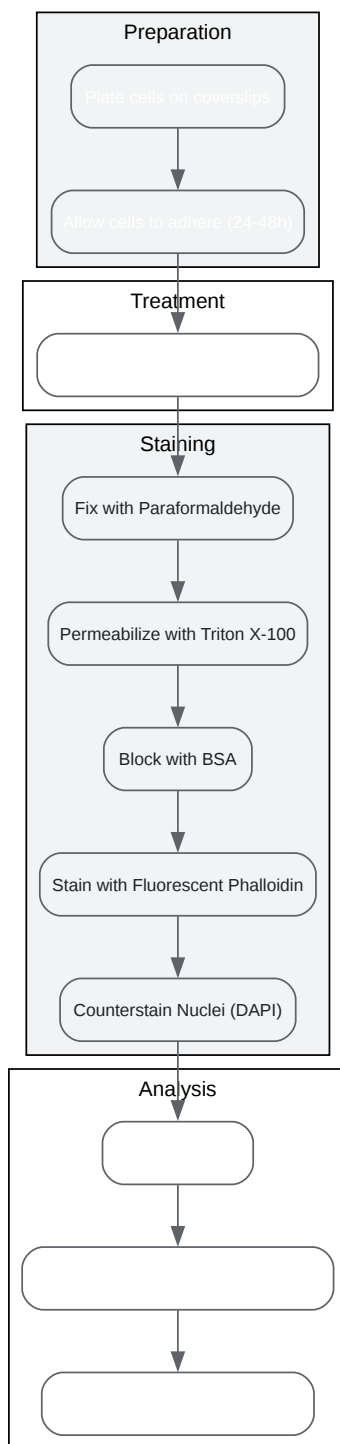 Preparation
Plate cells on coverslips
Allow cells to adhere (24-48h)
Treatment
Staining
Fix with Paraformaldehyde
Permeabilize with Triton X-100
Block with BSA
Stain with Fluorescent Phalloidin
Counterstain Nuclei (DAPI)
Analysis